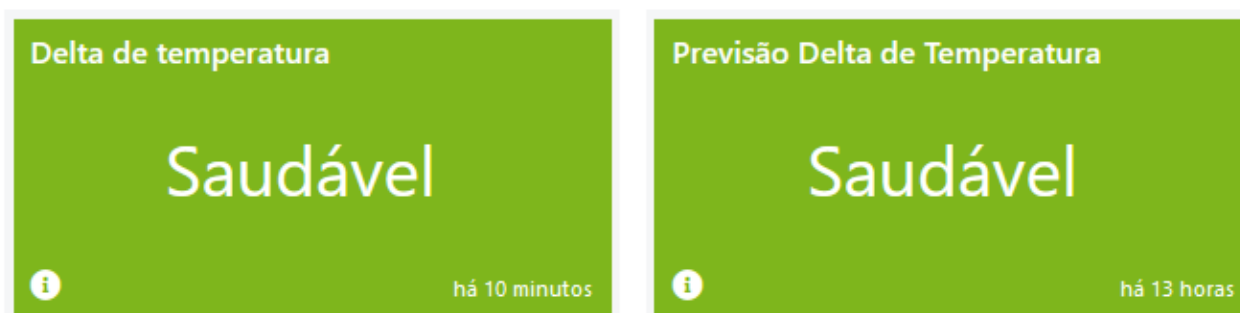 Delta de temperatura
Saudável
há 10 minutos
Previsão Delta de Temperatura
Saudável
há 13 horas